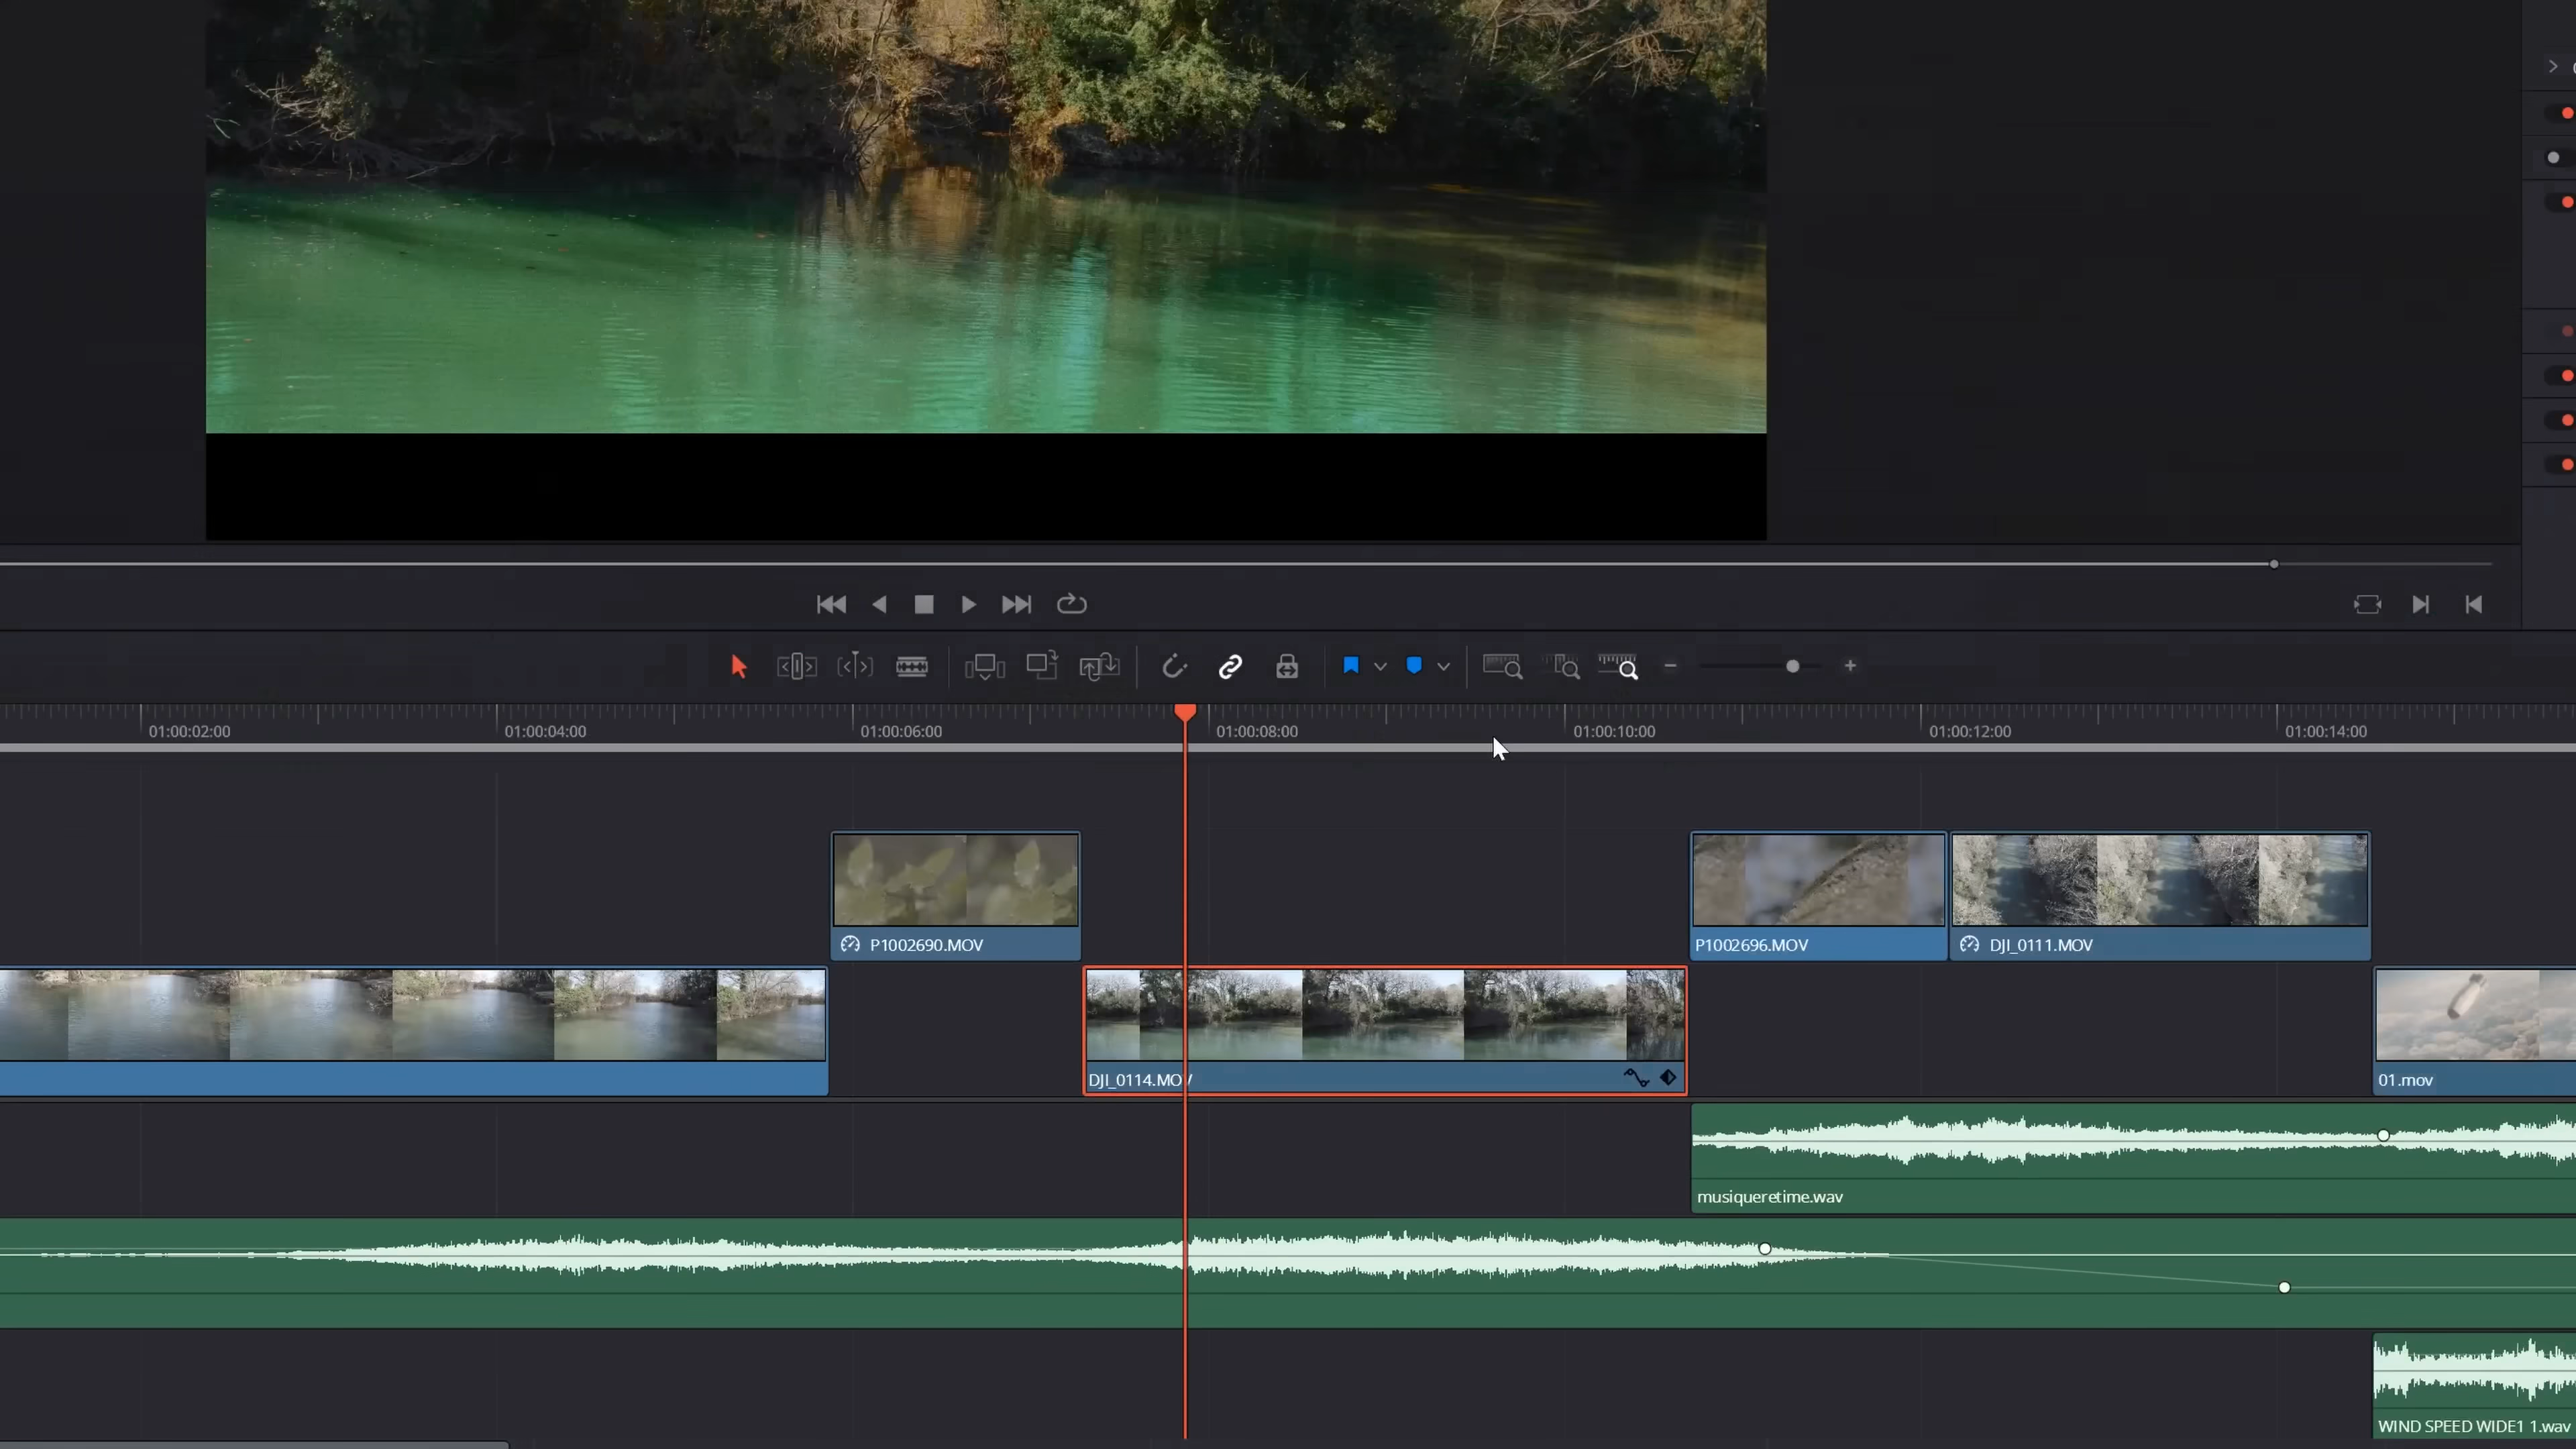 01:00:02:00 01:00:04:00 01:00:06:00 01:00:08:00 01:00:10:00 01:00:12:00 01:00:14:00
P1002690.MOV P1002696.MOV DJI_0111.MOV
DJI_0114.MOV 01.mov
musiqueretime.wav
WIND SPEED WIDE1 1.wav